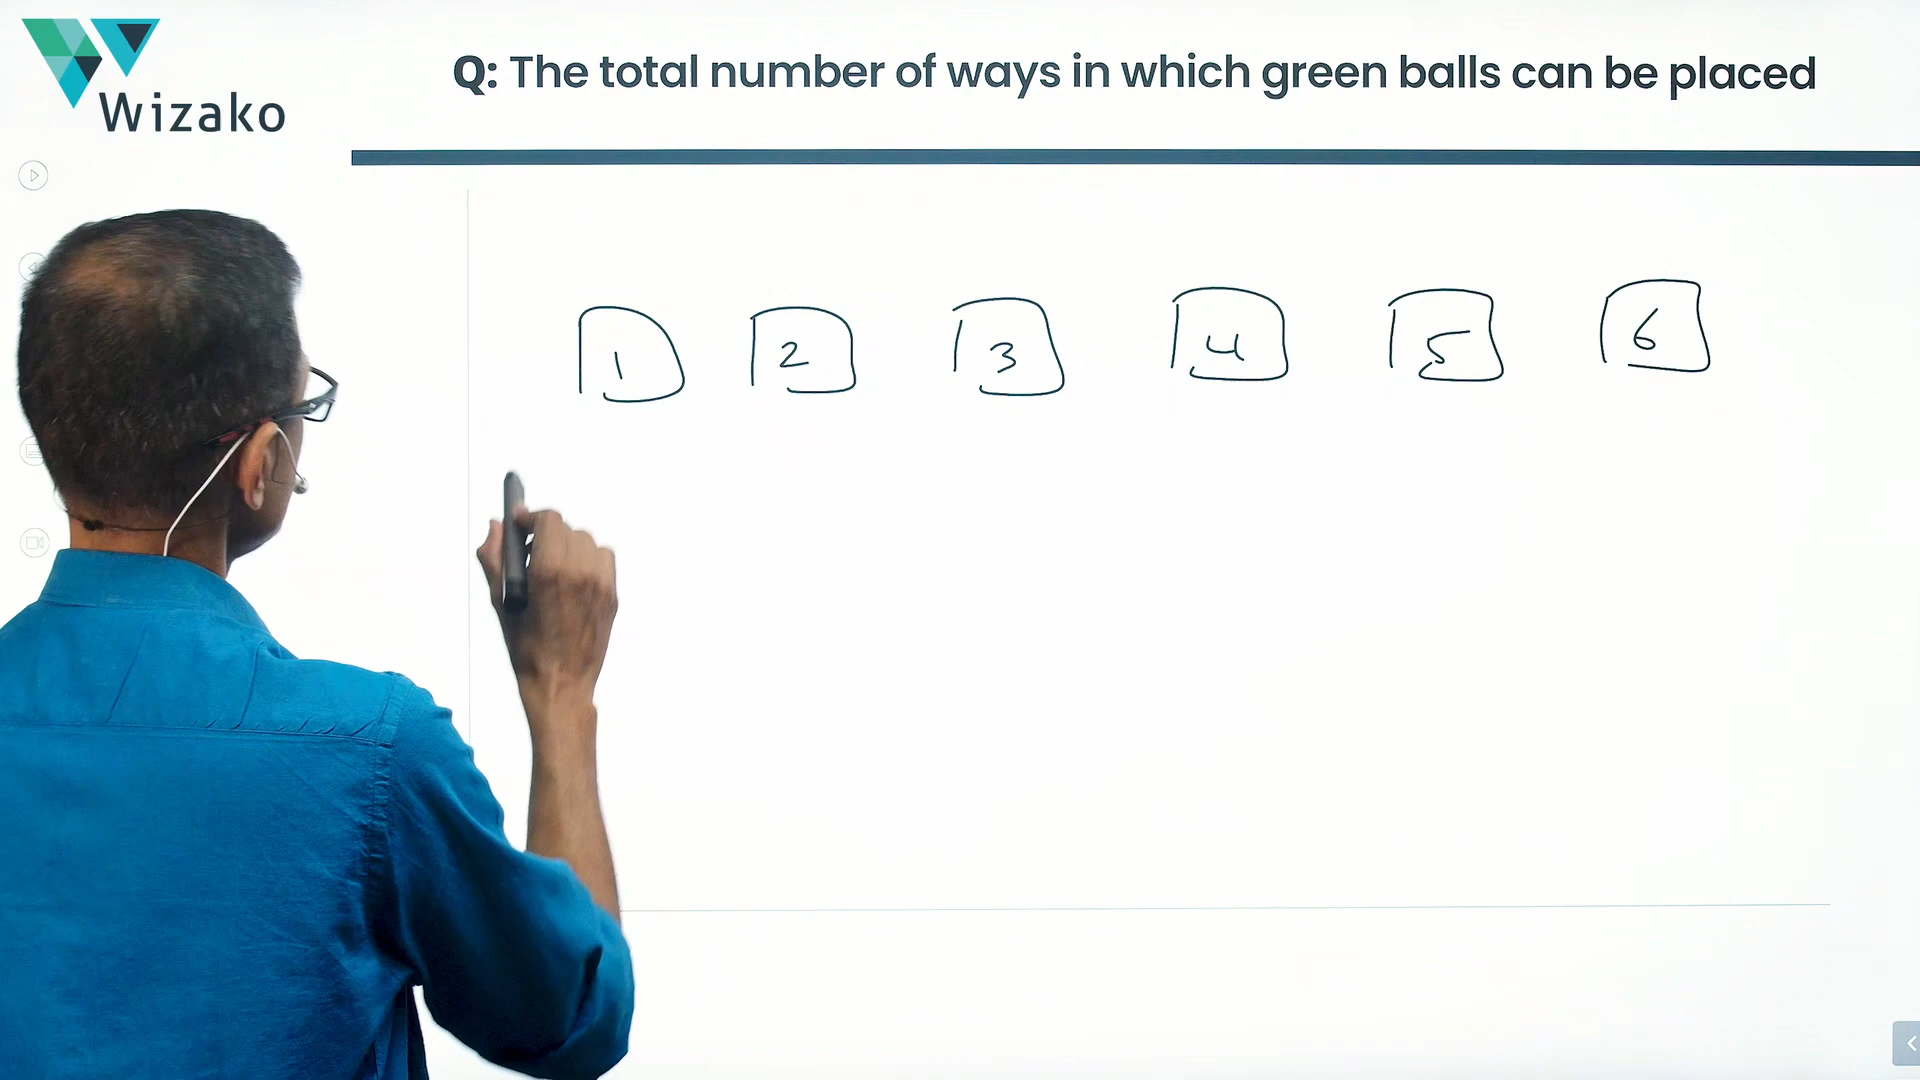 Wizako
Q: The total number of ways in which green balls can be placed
1 2 3 4 5 6